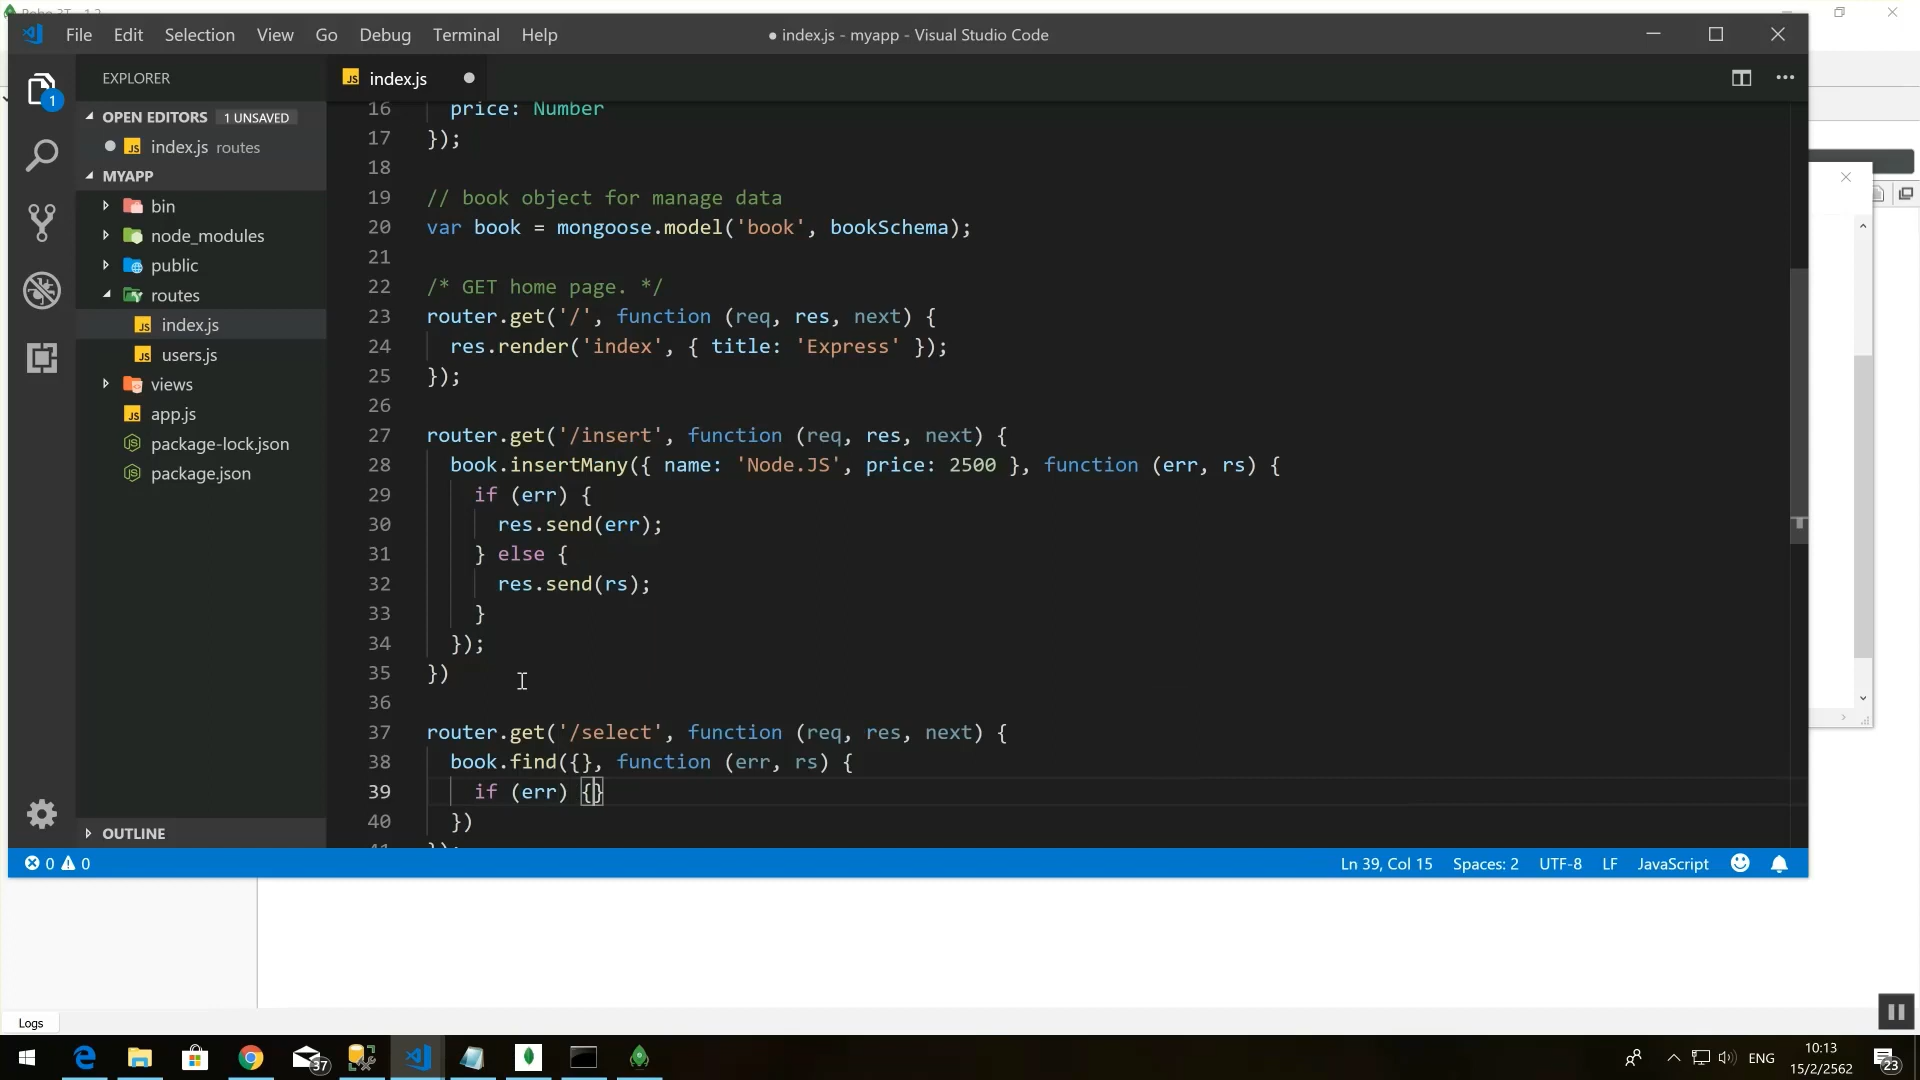 File Edit Selection View Go Debug Terminal Help
● index.js - myapp - Visual Studio Code
EXPLORER
JS index.js
OPEN EDITORS 1 UNSAVED
JS index.js routes
MYAPP
bin
node_modules
public
routes
JS index.js
JS users.js
views
JS app.js
package-lock.json
package.json
OUTLINE
1
16 price: Number
17 });
18
19 // book object for manage data
20 var book = mongoose.model('book', bookSchema);
21
22 /* GET home page. */
23 router.get('/', function (req, res, next) {
24 res.render('index', { title: 'Express' });
25 });
26
27 router.get('/insert', function (req, res, next) {
28 book.insertMany({ name: 'Node.JS', price: 2500 }, function (err, rs) {
29 if (err) {
30 res.send(err);
31 } else {
32 res.send(rs);
33 }
34 });
35 })
36
37 router.get('/select', function (req, res, next) {
38 book.find({}, function (err, rs) {
39 if (err) {}
40 })
0 0
Ln 39, Col 15 Spaces: 2 UTF-8 LF JavaScript
Logs
37
ENG
10:13
15/2/2562
23